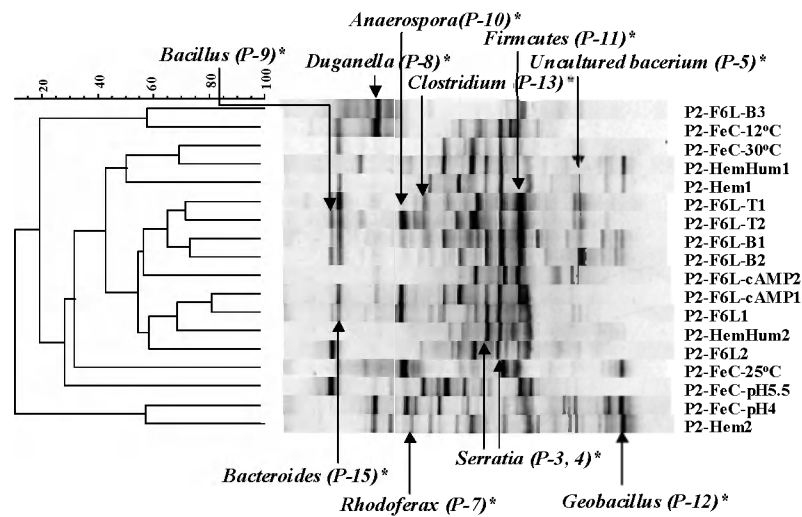 Anaerospora(P-10)*
Bacillus (P-9)*
Firmcutes (P-11)*
Duganella (P-8)*
Uncultured bacerium (P-5)*
Clostridium (P-13)*
20
40
60
80
100
P2-F6L-B3
P2-FeC-12°C
P2-FeC-30°C
P2-HemHum1
P2-Hem1
P2-F6L-T1
P2-F6L-T2
P2-F6L-B1
P2-F6L-B2
P2-F6L-cAMP2
P2-F6L-cAMP1
P2-F6L1
P2-HemHum2
P2-F6L2
P2-FeC-25°C
P2-FeC-pH5.5
P2-FeC-pH4
P2-Hem2
Bacteroides (P-15)*
Serratia (P-3, 4)*
Rhodoferax (P-7)*
Geobacillus (P-12)*